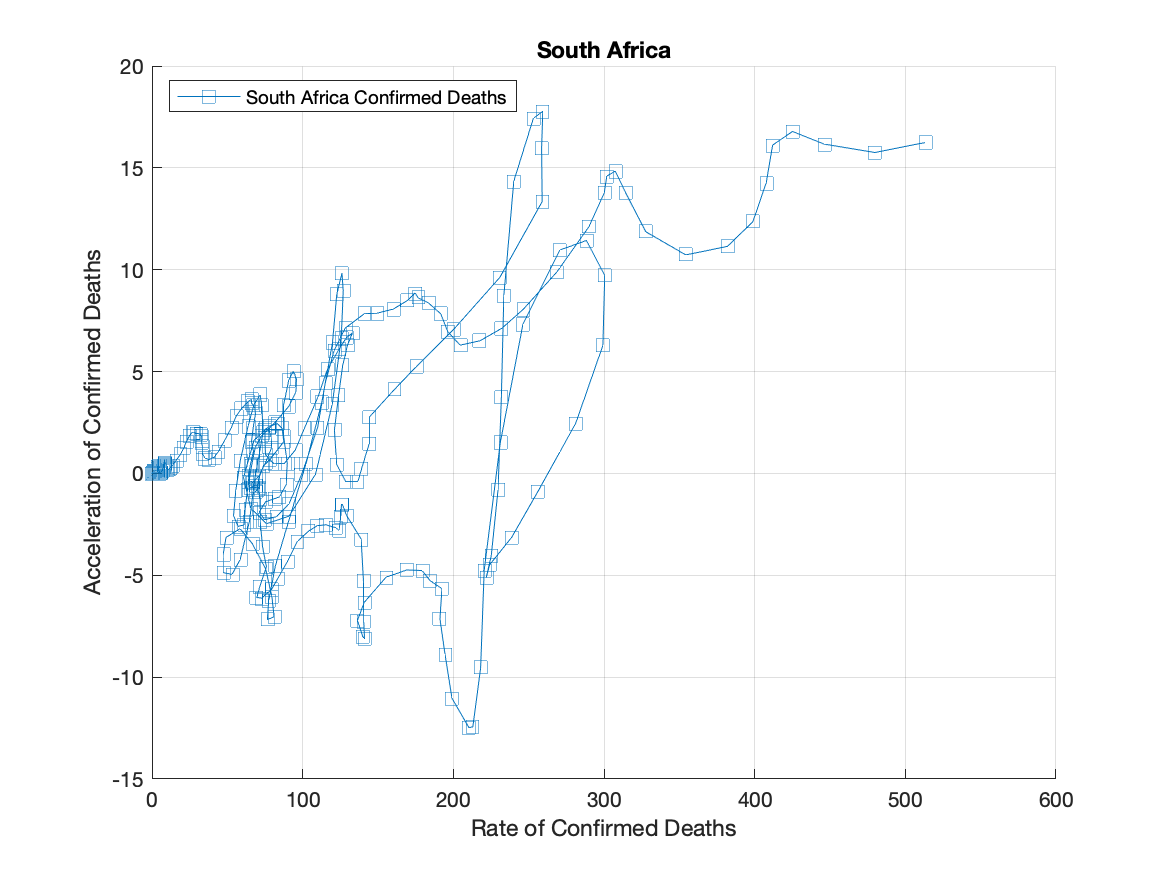 South Africa
South Africa Confirmed Deaths
20
15
10
5
0
-5
-10
-15
Acceleration of Confirmed Deaths
0 100 200 300 400 500 600
Rate of Confirmed Deaths